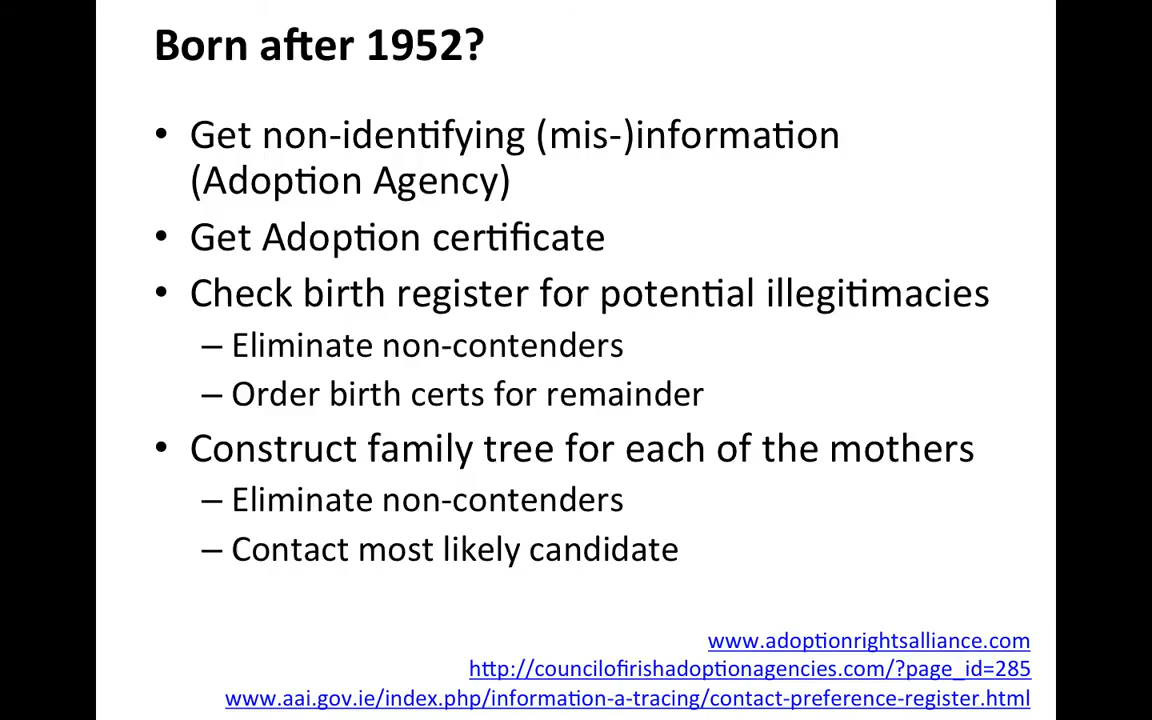 Born after 1952?
• Get non-identifying (mis-)information
(Adoption Agency)
• Get Adoption certificate
• Check birth register for potential illegitimacies
– Eliminate non-contenders
– Order birth certs for remainder
• Construct family tree for each of the mothers
– Eliminate non-contenders
– Contact most likely candidate
www.adoptionrightsalliance.com
http://councilofirishadoptionagencies.com/?page_id=285
www.aai.gov.ie/index.php/information-a-tracing/contact-preference-register.html